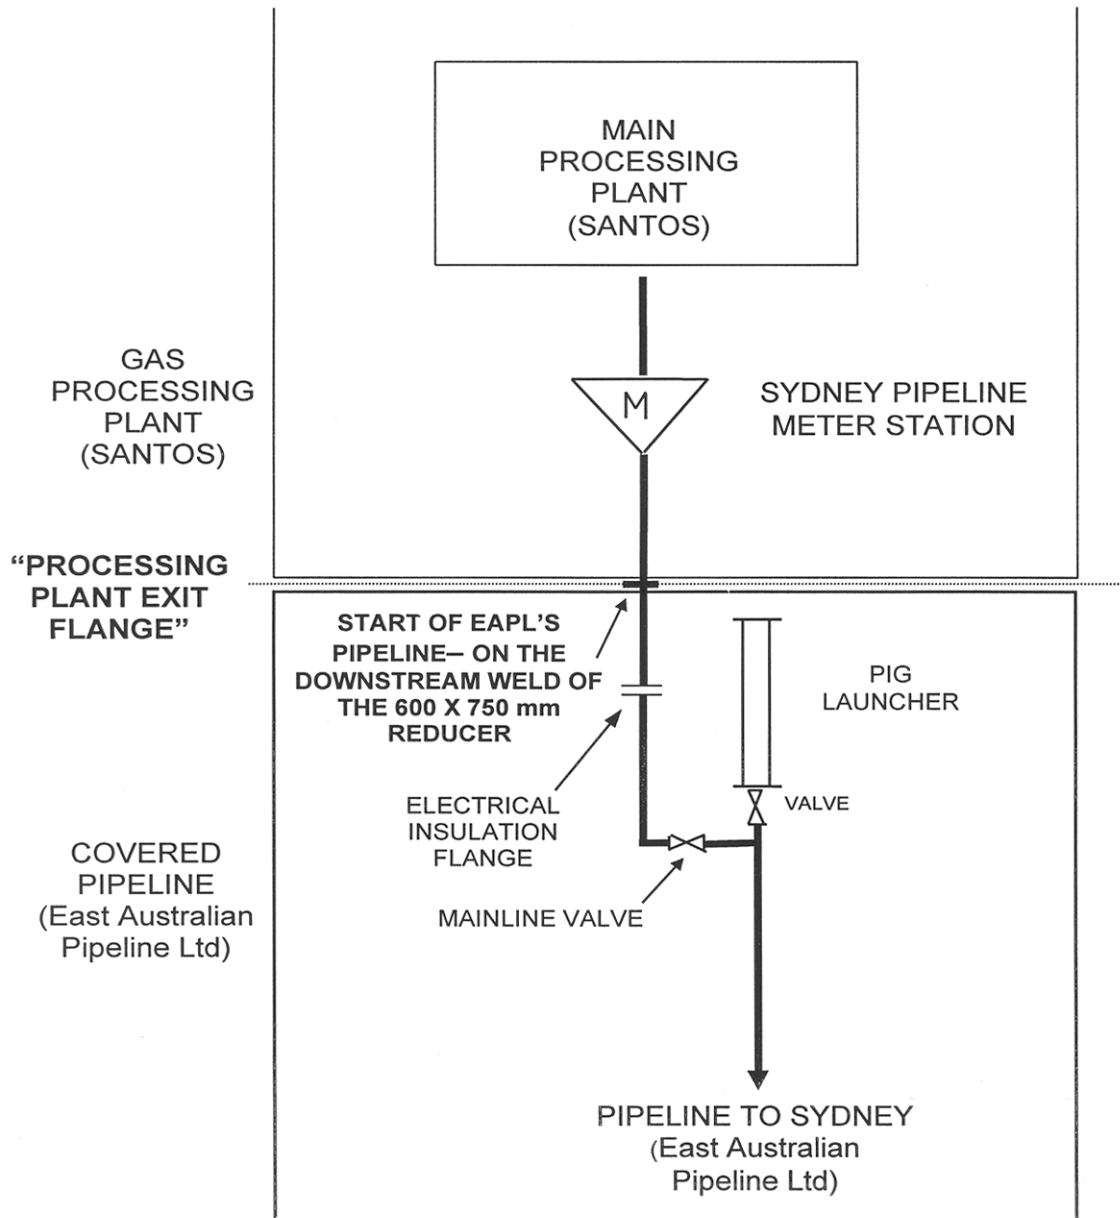 MAIN
PROCESSING
PLANT
(SANTOS)
GAS
PROCESSING
PLANT
(SANTOS)
M
SYDNEY PIPELINE
METER STATION
“PROCESSING
PLANT EXIT
FLANGE”
START OF EAPL’S
PIPELINE– ON THE
DOWNSTREAM WELD OF
THE 600 X 750 mm
REDUCER
PIG
LAUNCHER
VALVE
ELECTRICAL
INSULATION
FLANGE
MAINLINE VALVE
COVERED
PIPELINE
(East Australian
Pipeline Ltd)
PIPELINE TO SYDNEY
(East Australian
Pipeline Ltd)